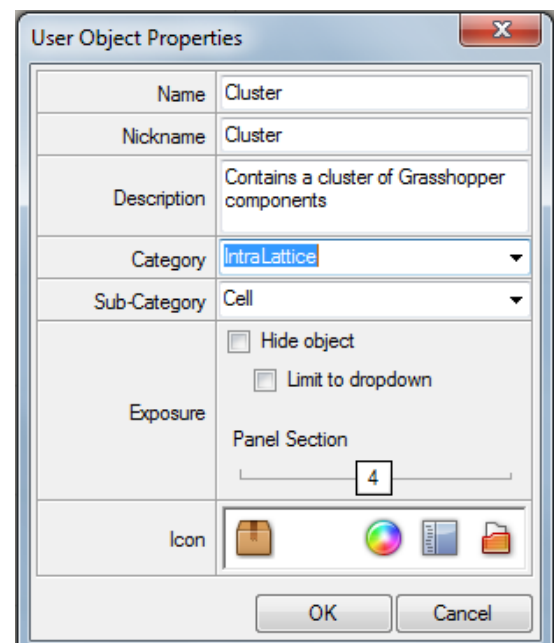 User Object Properties
Name Cluster
Nickname Cluster
Description Contains a cluster of Grasshopper
components
Category IntraLattice
Sub-Category Cell
Exposure
Hide object
Limit to dropdown
Panel Section
4
Icon
OK Cancel